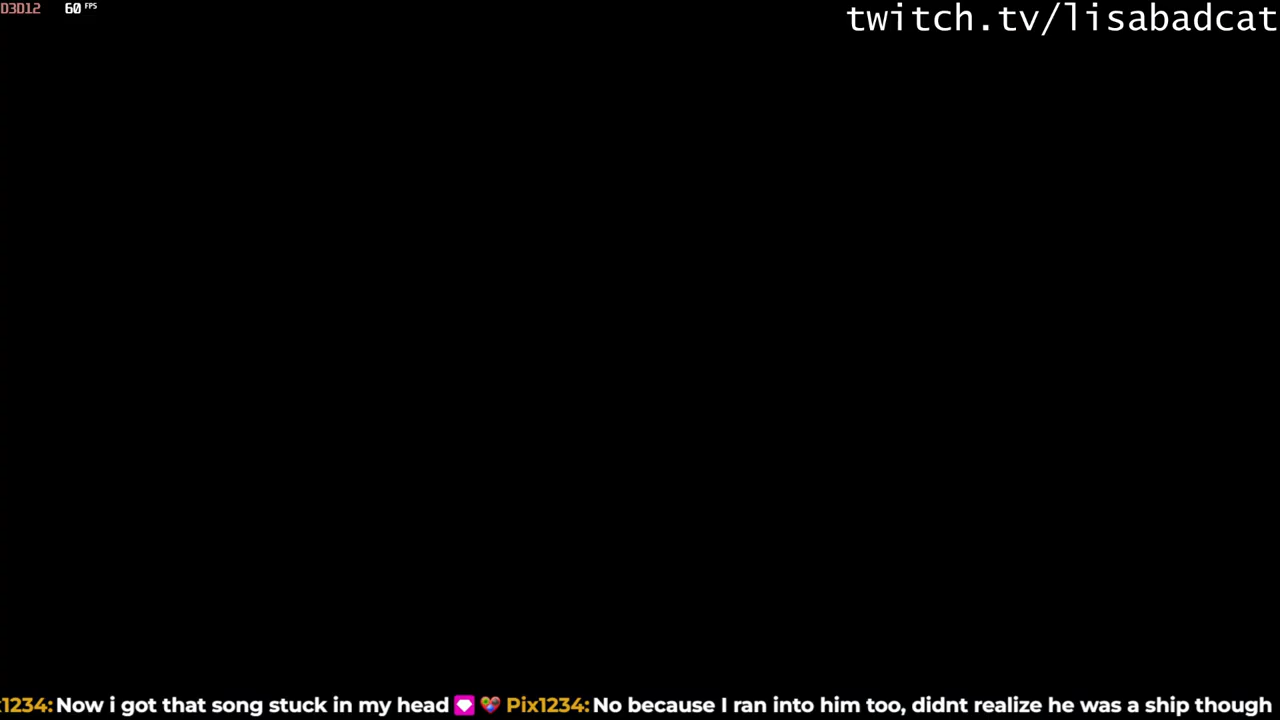 D3D12 60 FPS
twitch.tv/lisabadcat
1234: Now i got that song stuck in my head Pix1234: No because I ran into him too, didnt realize he was a ship though